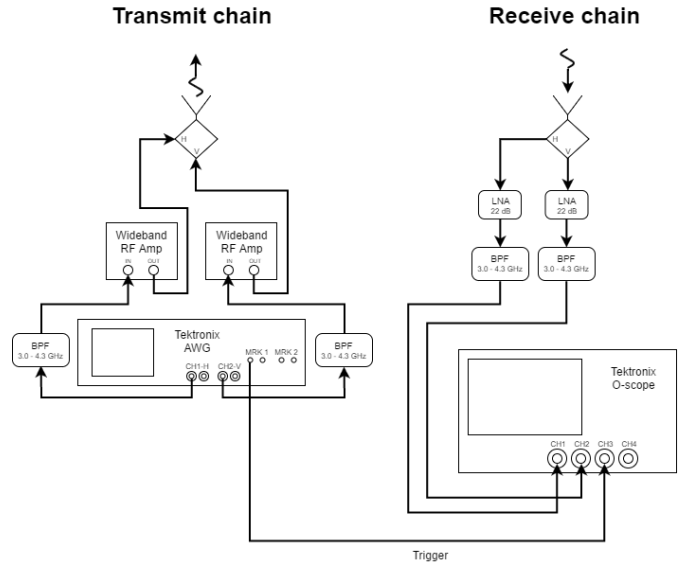 Transmit chain
Receive chain
H
V
H
V
LNA
22 dB
LNA
22 dB
Wideband
RF Amp
IN
OUT
Wideband
RF Amp
IN
OUT
BPF
3.0 - 4.3 GHz
BPF
3.0 - 4.3 GHz
BPF
3.0 - 4.3 GHz
Tektronix
AWG
MRK 1
MRK 2
CH1-H
CH2-V
BPF
3.0 - 4.3 GHz
Tektronix
O-scope
CH1
CH2
CH3
CH4
Trigger